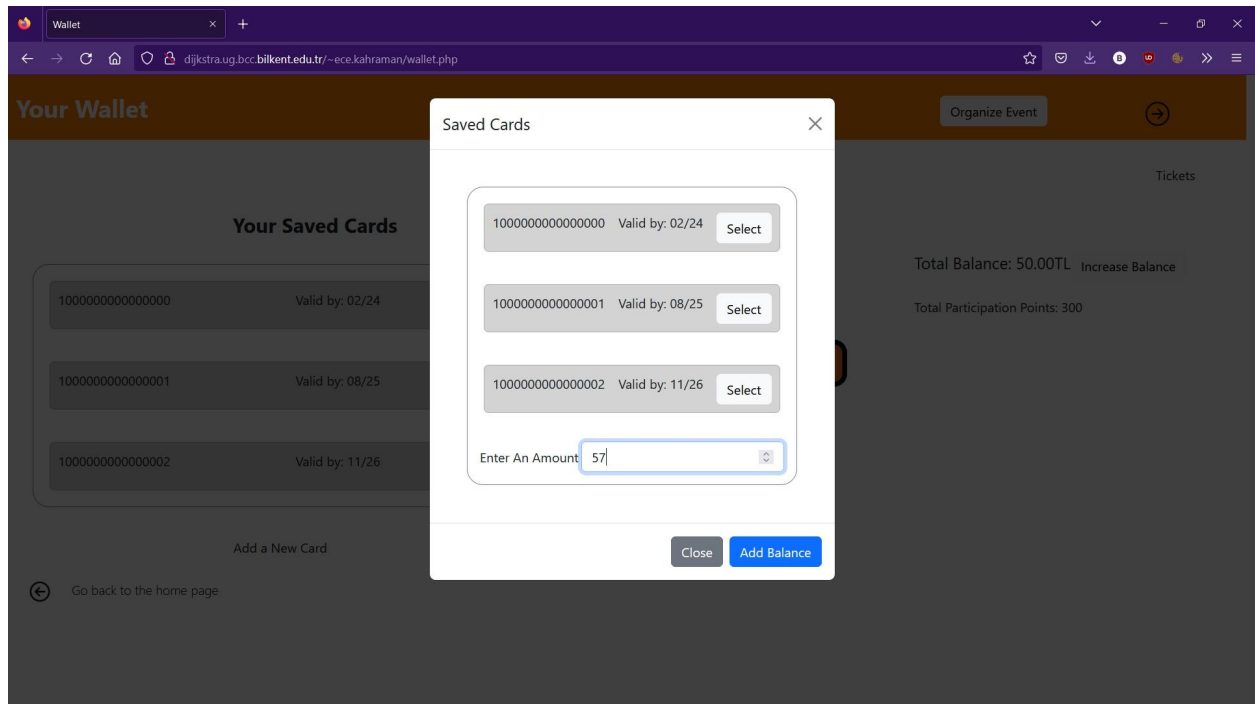 Wallet
dijkstra.ug.bcc.bilkent.edu.tr/~ece.kahraman/wallet.php
Your Wallet
Organize Event
Tickets
Your Saved Cards
1000000000000000 Valid by: 02/24
1000000000000001 Valid by: 08/25
1000000000000002 Valid by: 11/26
Add a New Card
Go back to the home page
Saved Cards
1000000000000000 Valid by: 02/24 Select
1000000000000001 Valid by: 08/25 Select
1000000000000002 Valid by: 11/26 Select
Enter An Amount 57
Close Add Balance
Total Balance: 50.00TL Increase Balance
Total Participation Points: 300